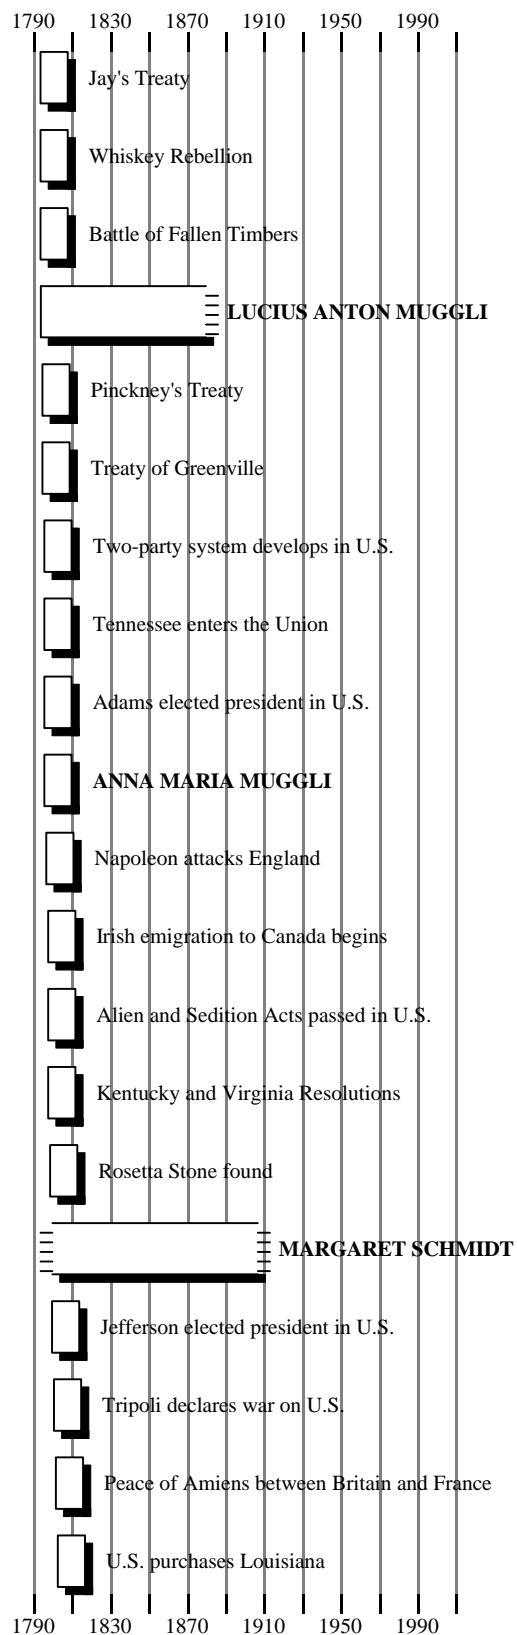 1790 1830 1870 1910 1950 1990
Jay's Treaty
Whiskey Rebellion
Battle of Fallen Timbers
LUCIUS ANTON MUGGLI
Pinckney's Treaty
Treaty of Greenville
Two-party system develops in U.S.
Tennessee enters the Union
Adams elected president in U.S.
ANNA MARIA MUGGLI
Napoleon attacks England
Irish emigration to Canada begins
Alien and Sedition Acts passed in U.S.
Kentucky and Virginia Resolutions
Rosetta Stone found
MARGARET SCHMIDT
Jefferson elected president in U.S.
Tripoli declares war on U.S.
Peace of Amiens between Britain and France
U.S. purchases Louisiana
1790 1830 1870 1910 1950 1990